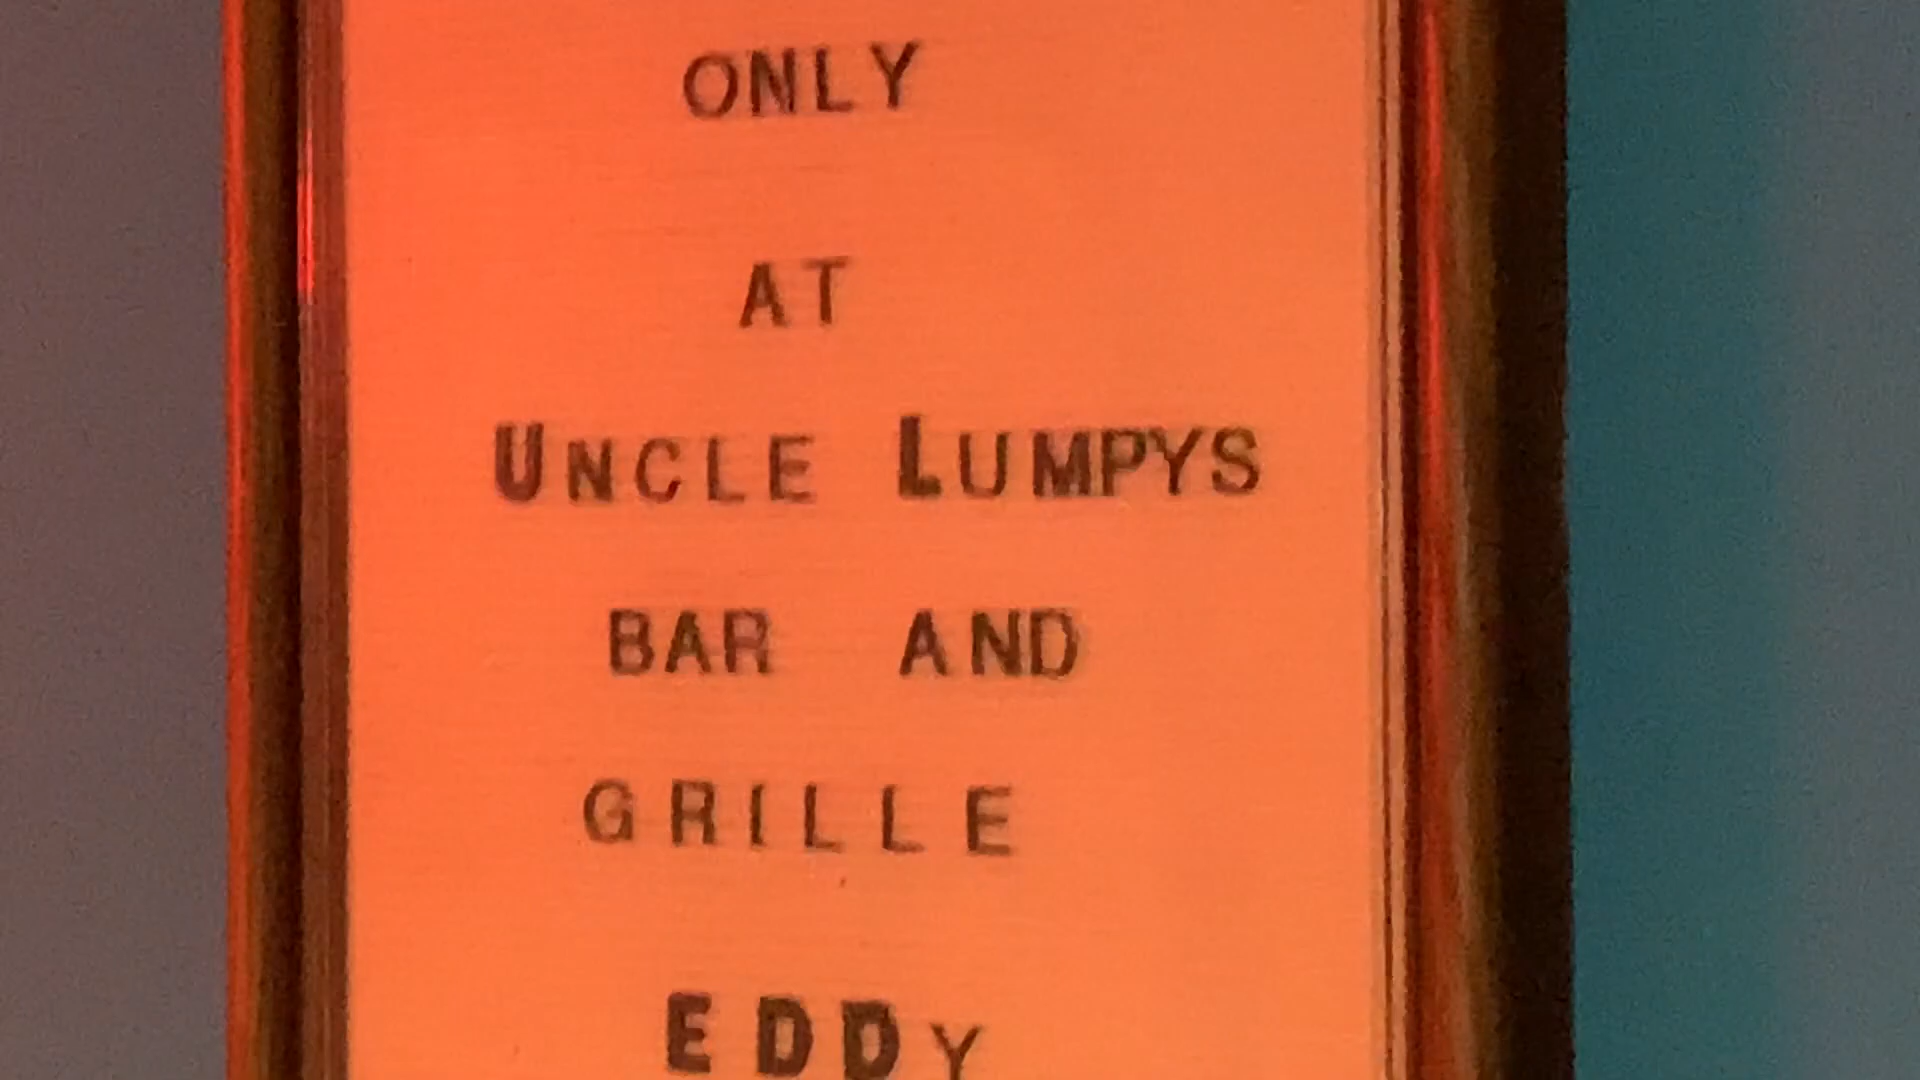 ONLY
AT
UNCLE LUMPYS
BAR AND
GRILLE
EDDY